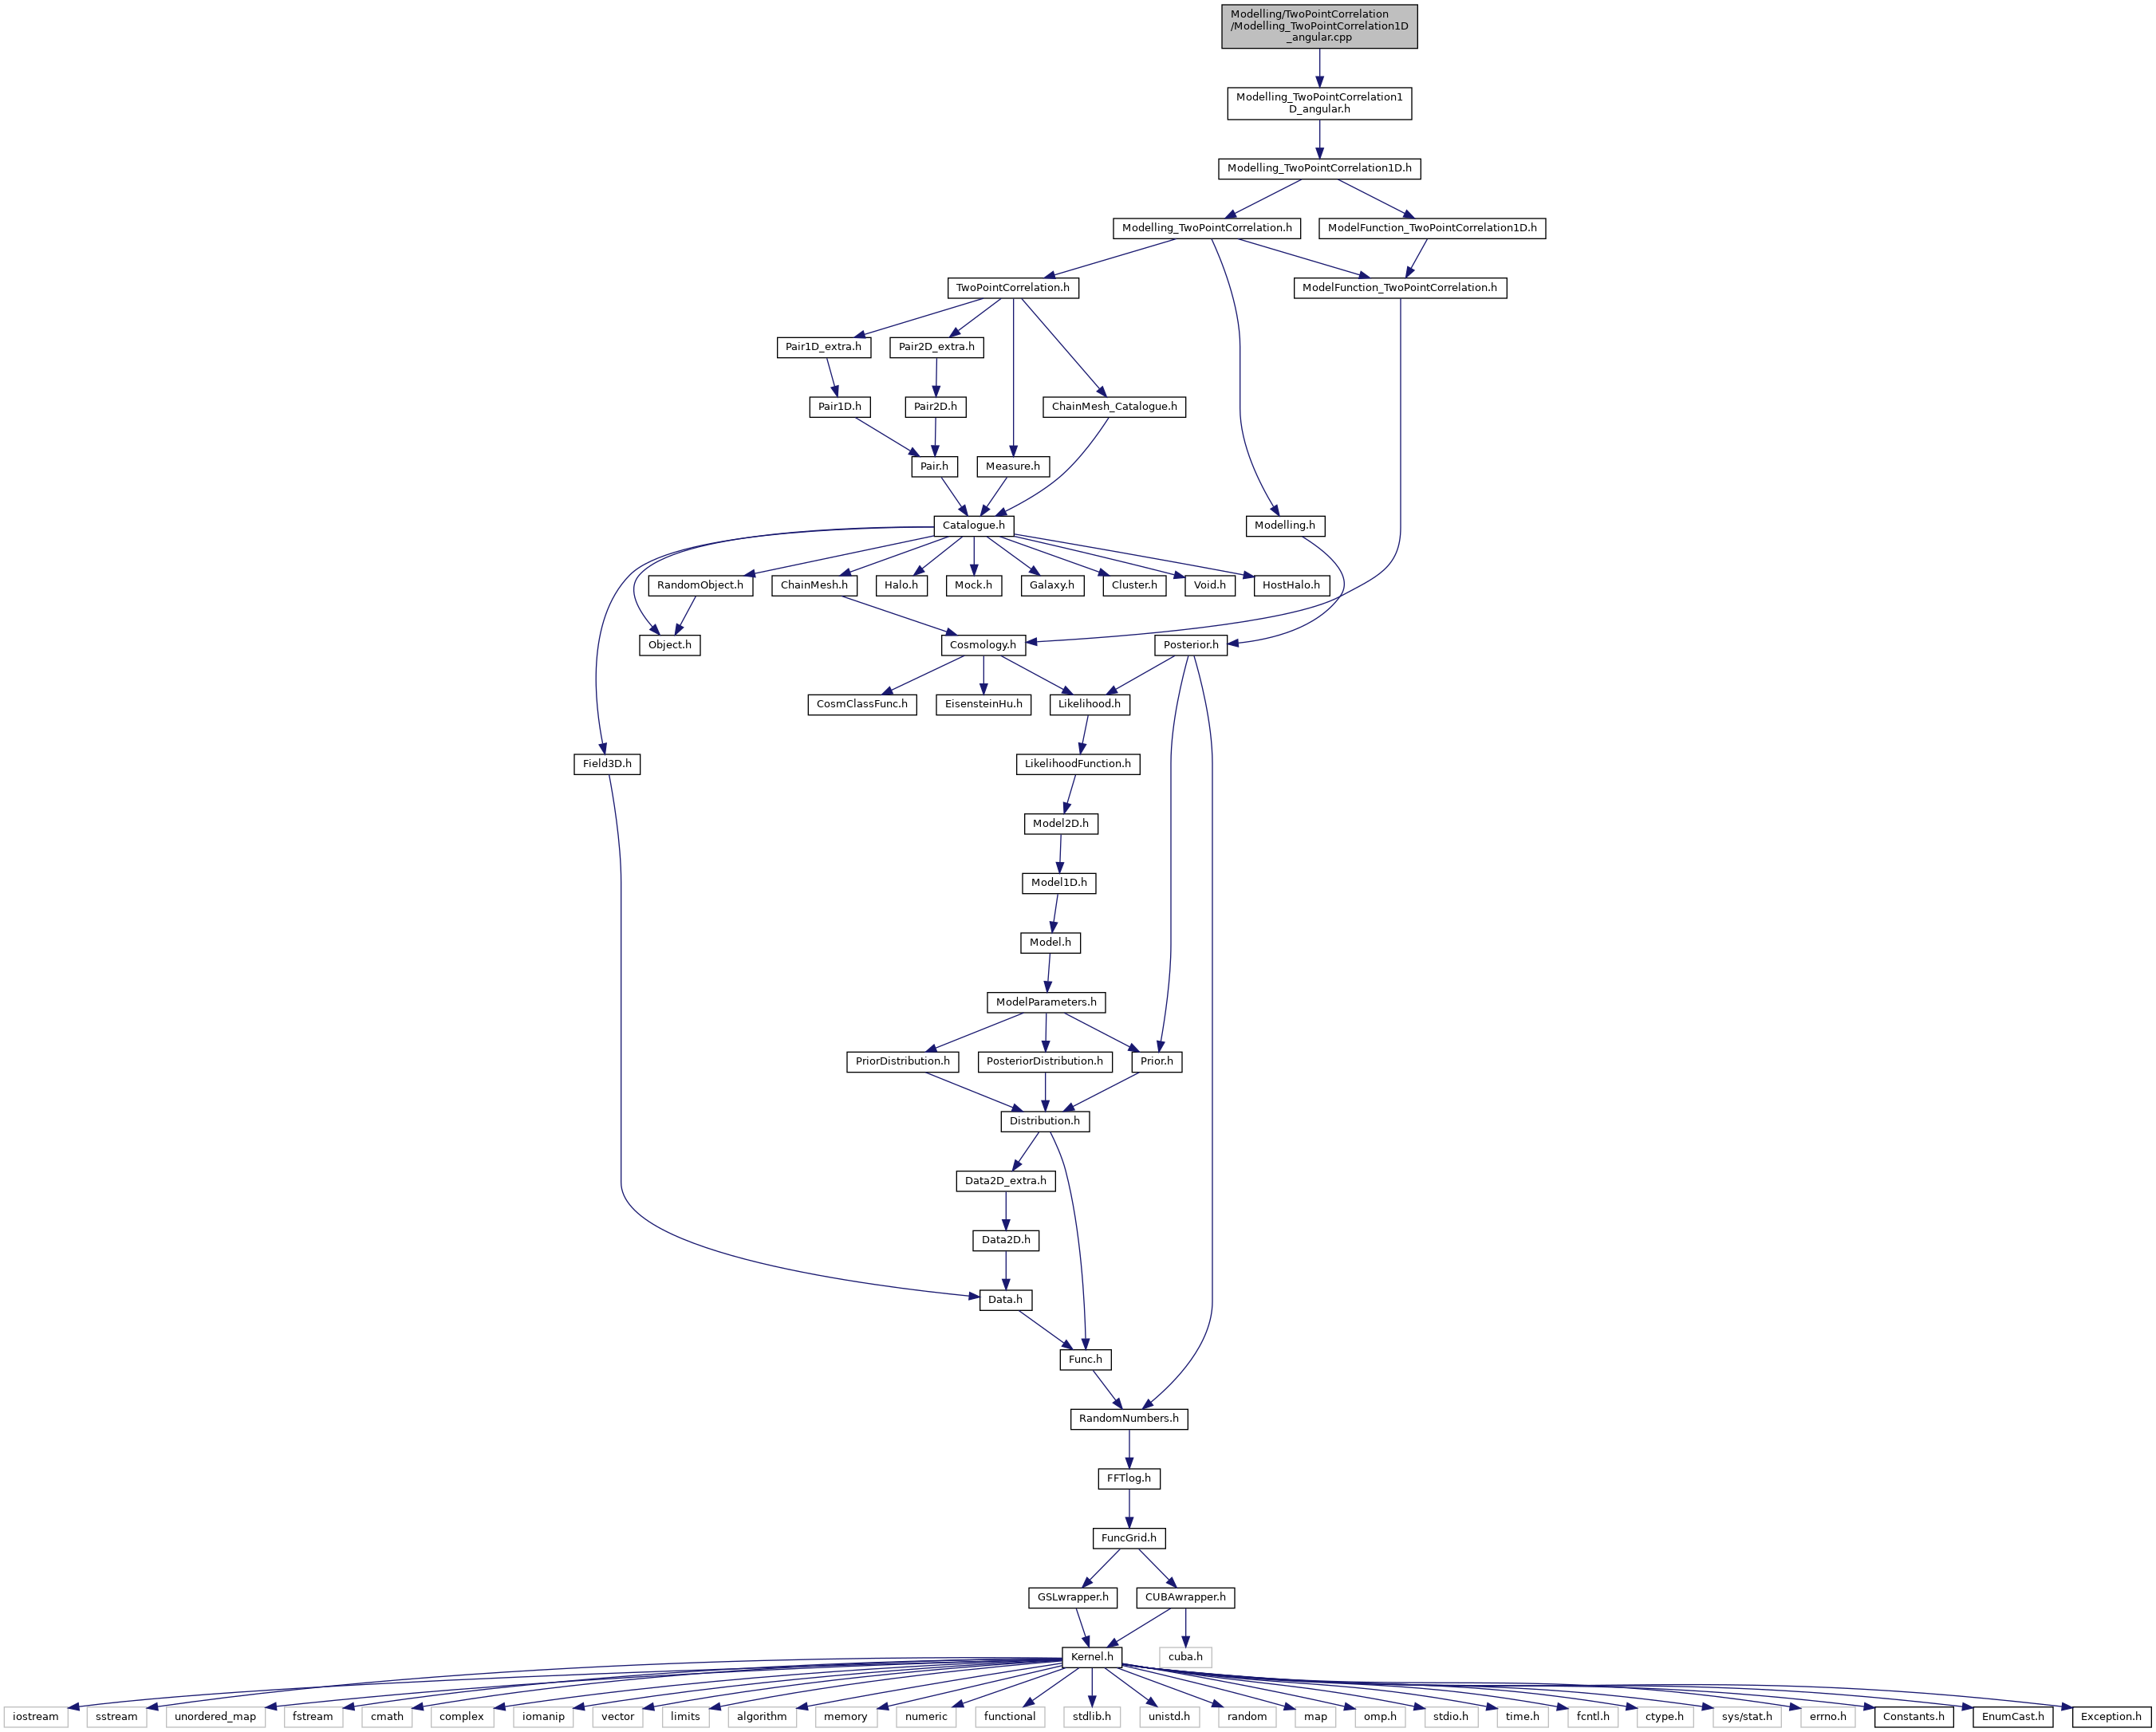 Modelling/TwoPointCorrelation
/Modelling_TwoPointCorrelation1D
_angular.cpp
Modelling_TwoPointCorrelation1
D_angular.h
Modelling_TwoPointCorrelation1D.h
Modelling_TwoPointCorrelation.h
ModelFunction_TwoPointCorrelation1D.h
TwoPointCorrelation.h
ModelFunction_TwoPointCorrelation.h
Pair1D_extra.h
Pair2D_extra.h
Pair1D.h
Pair2D.h
ChainMesh_Catalogue.h
Pair.h
Measure.h
Catalogue.h
Modelling.h
RandomObject.h
ChainMesh.h
Halo.h
Mock.h
Galaxy.h
Cluster.h
Void.h
HostHalo.h
Object.h
Cosmology.h
Posterior.h
CosmClassFunc.h
EisensteinHu.h
Likelihood.h
Field3D.h
LikelihoodFunction.h
Model2D.h
Model1D.h
Model.h
ModelParameters.h
PriorDistribution.h
PosteriorDistribution.h
Prior.h
Distribution.h
Data2D_extra.h
Data2D.h
Data.h
Func.h
RandomNumbers.h
FFTlog.h
FuncGrid.h
GSLwrapper.h
CUBAwrapper.h
Kernel.h
cuba.h
iostream
sstream
unordered_map
fstream
cmath
complex
iomanip
vector
limits
algorithm
memory
numeric
functional
stdlib.h
unistd.h
random
map
omp.h
stdio.h
time.h
fcntl.h
ctype.h
sys/stat.h
errno.h
Constants.h
EnumCast.h
Exception.h